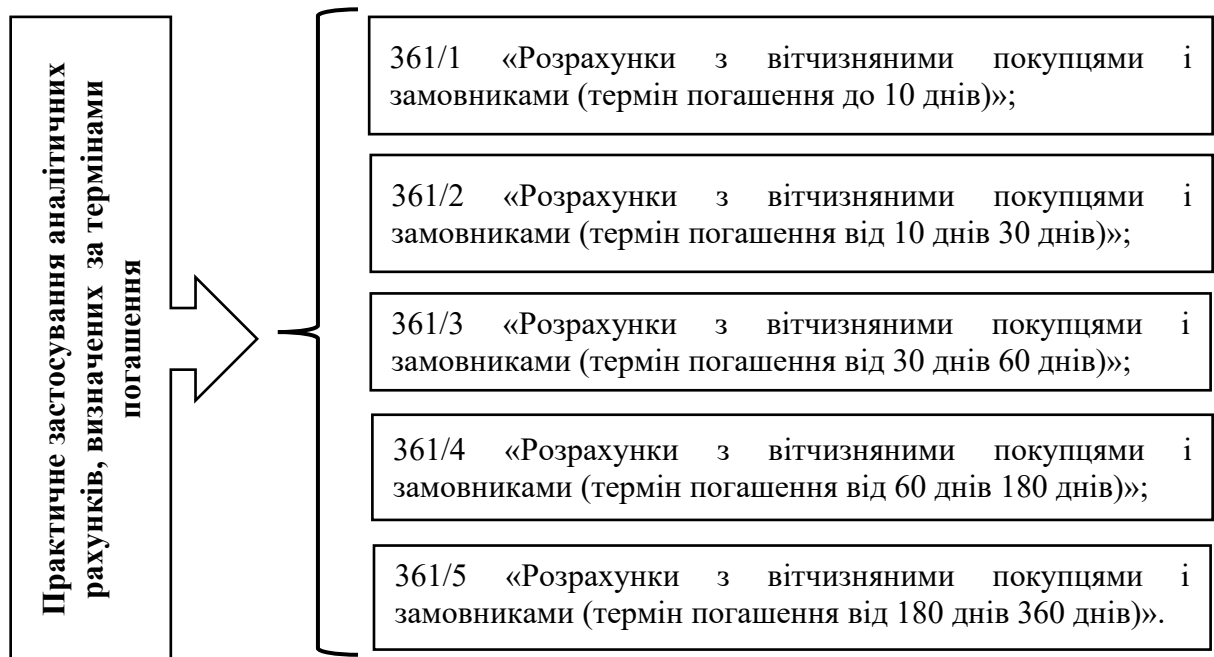 Практичне застосування аналітичних
рахунків, визначених за термінами
погашення
361/1 «Розрахунки з вітчизняними покупцями і
замовниками (термін погашення до 10 днів)»;
361/2 «Розрахунки з вітчизняними покупцями і
замовниками (термін погашення від 10 днів 30 днів)»;
361/3 «Розрахунки з вітчизняними покупцями і
замовниками (термін погашення від 30 днів 60 днів)»;
361/4 «Розрахунки з вітчизняними покупцями і
замовниками (термін погашення від 60 днів 180 днів)»;
361/5 «Розрахунки з вітчизняними покупцями і
замовниками (термін погашення від 180 днів 360 днів)».